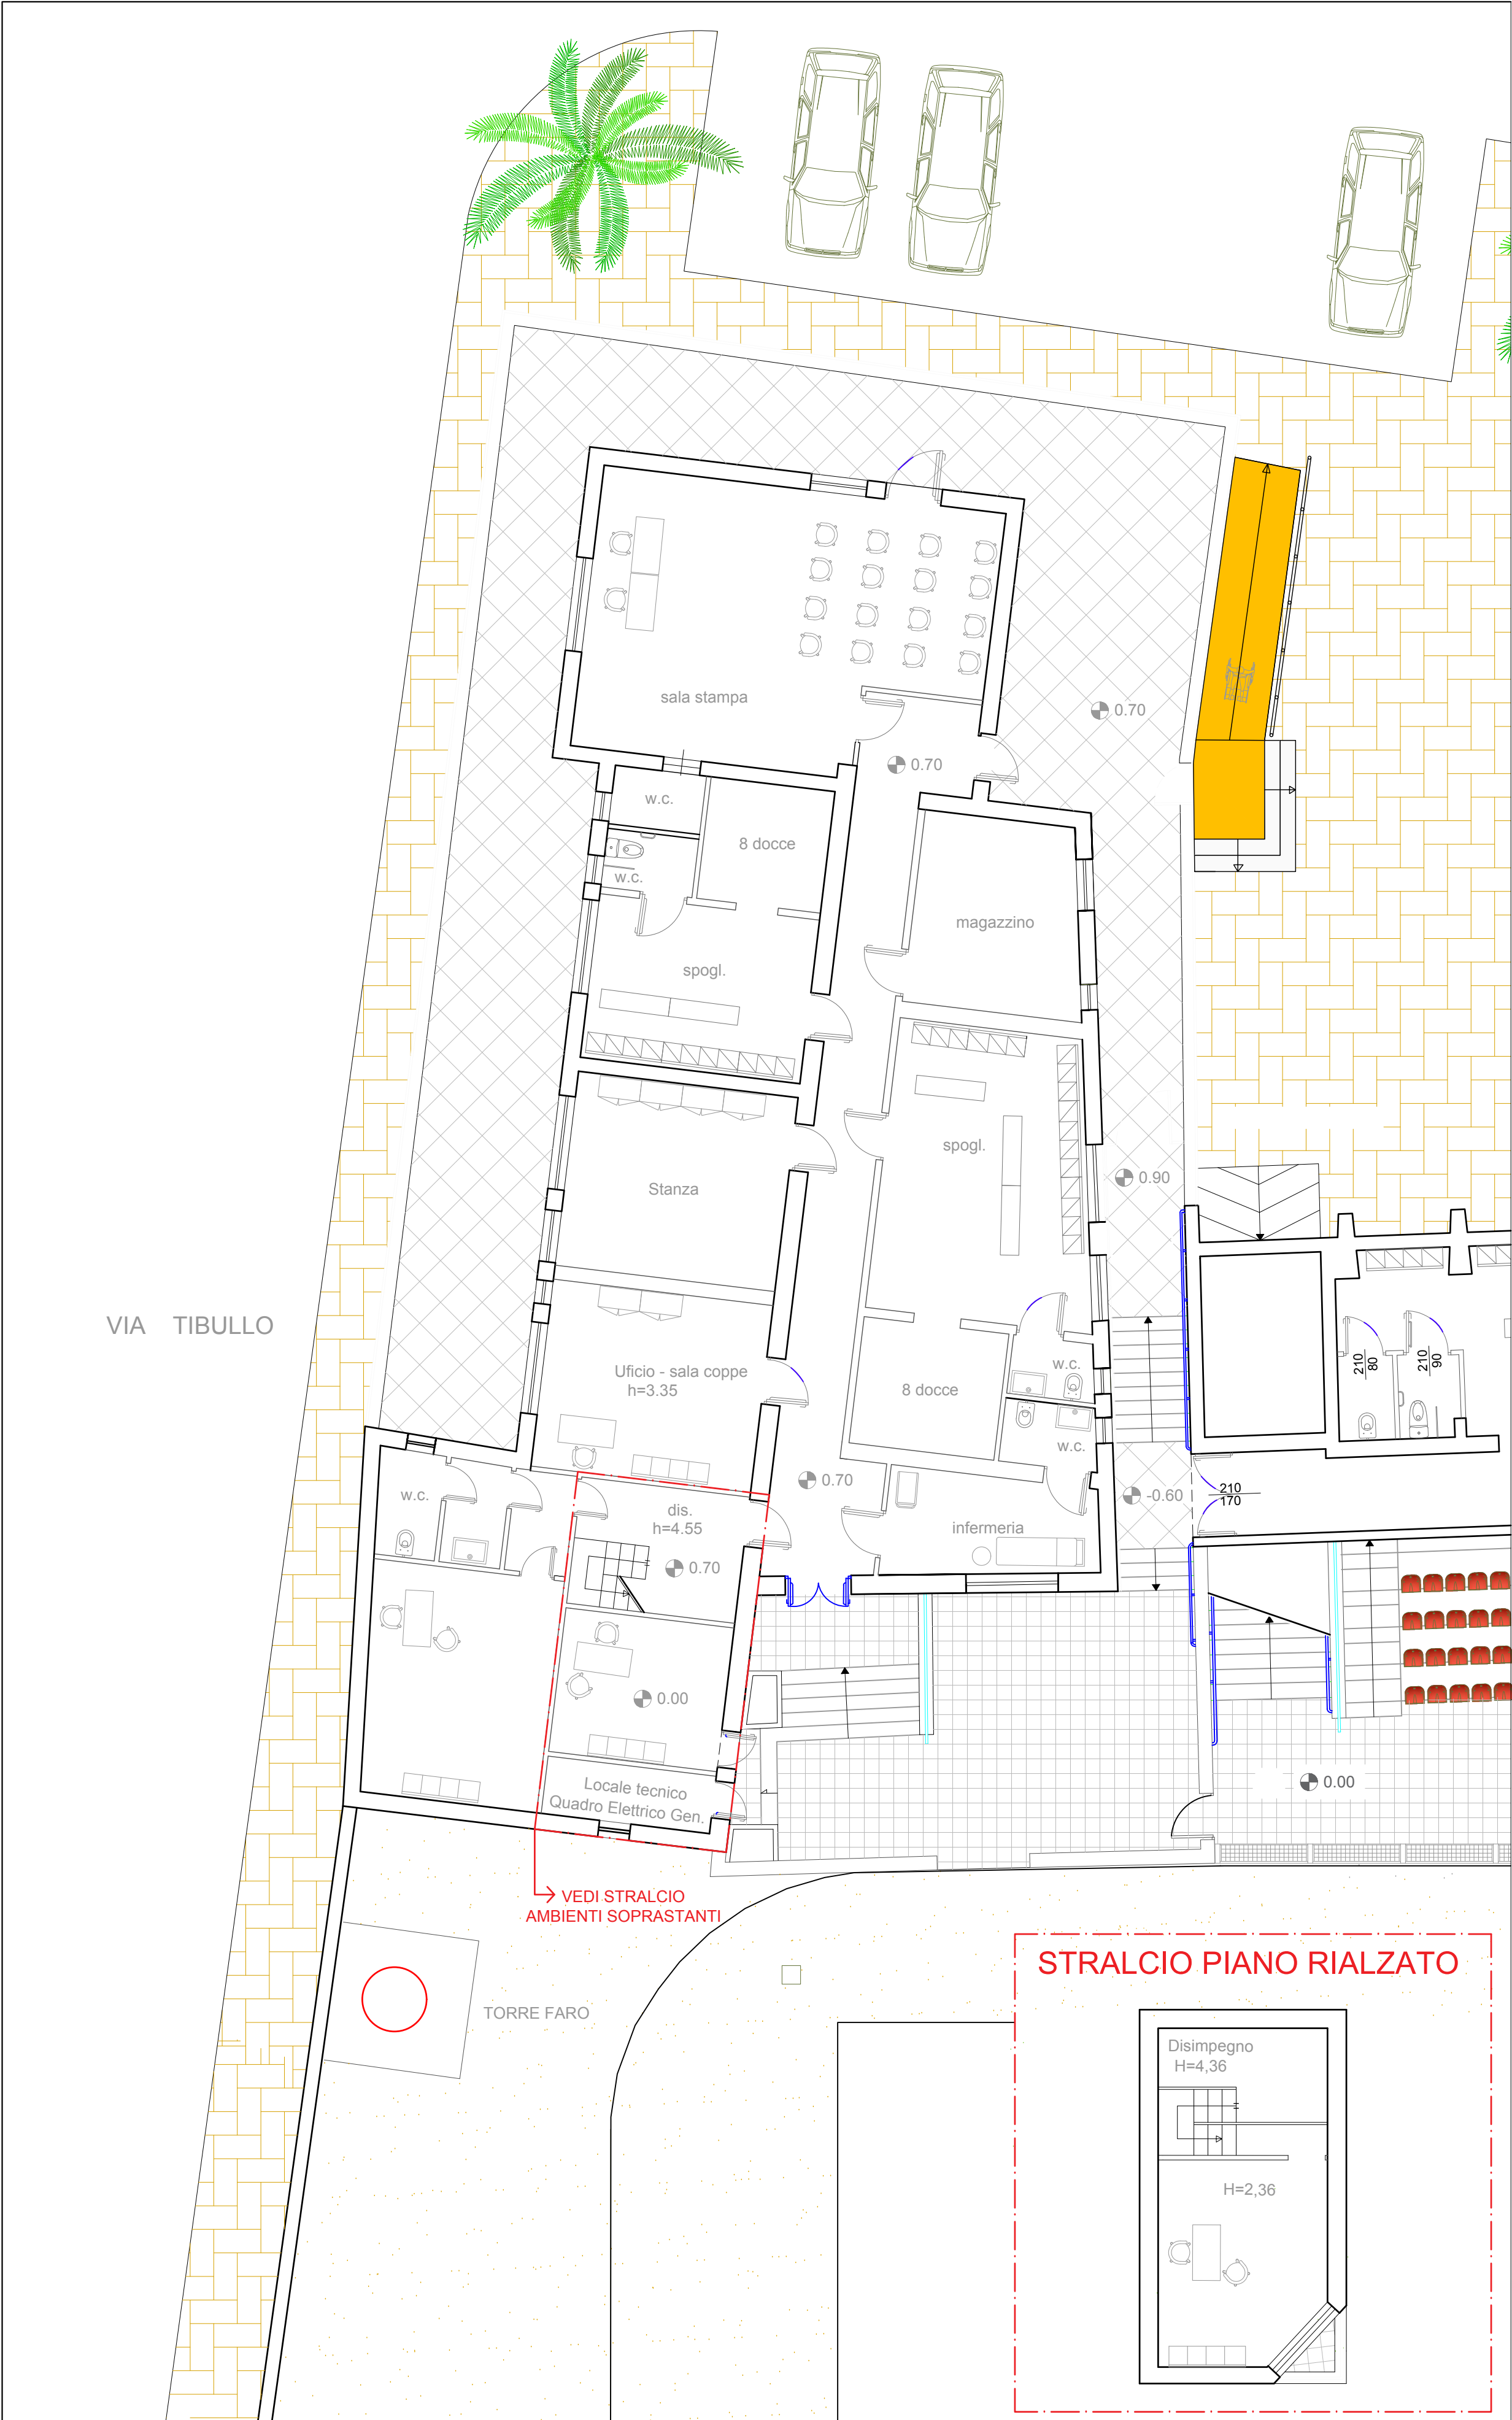 sala stampa
0.70
0.70
w.c.
8 docce
w.c.
magazzino
spogl.
spogl.
0.90
Stanza
VIA TIBULLO
Uficio - sala coppe
h=3.35
w.c.
210
80
210
90
8 docce
w.c.
0.70
w.c.
-0.60
210
170
dis.
h=4.55
0.70
infermeria
0.00
Locale tecnico
Quadro Elettrico Gen.
0.00
VEDI STRALCIO
AMBIENTI SOPRASTANTI
STRALCIO PIANO RIALZATO
TORRE FARO
Disimpegno
H=4,36
H=2,36